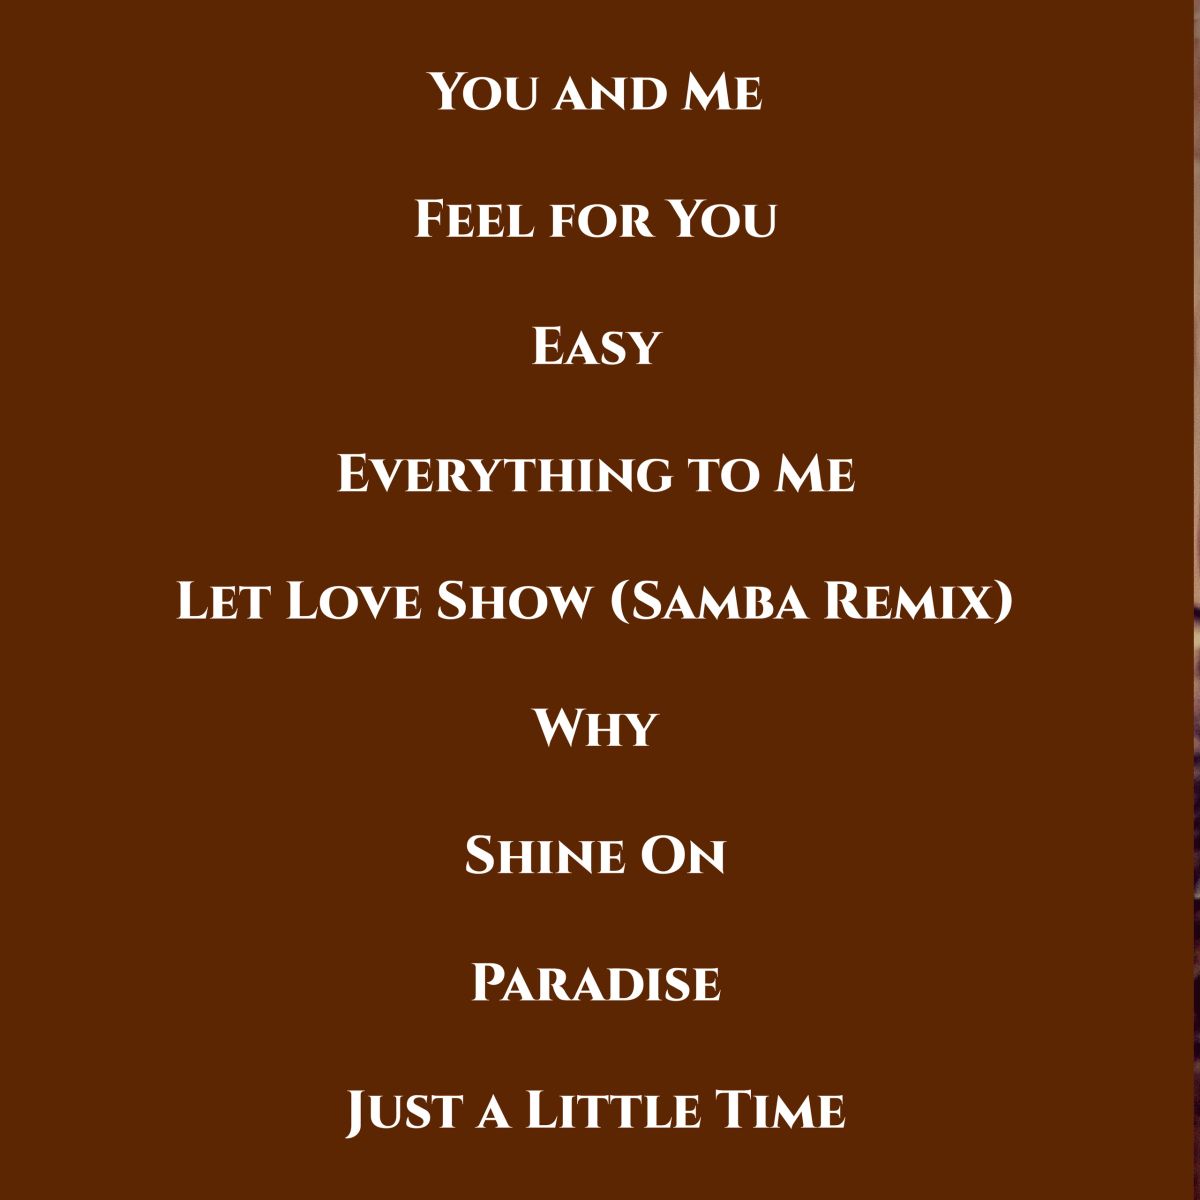 You and Me
Feel for You
Easy
Everything to Me
Let Love Show (Samba Remix)
Why
Shine On
Paradise
Just a Little Time